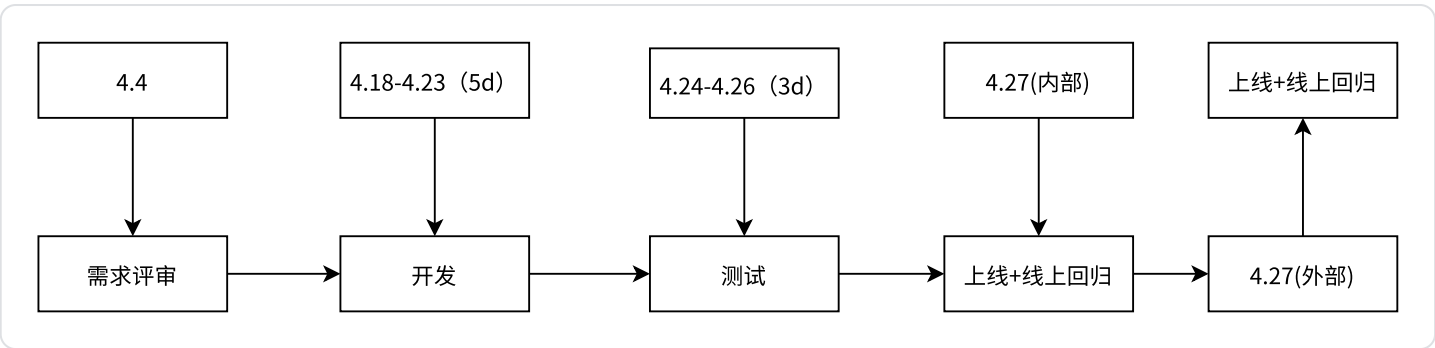 4.4
4.18-4.23（5d）
4.24-4.26（3d）
4.27(内部)
上线+线上回归
需求评审
开发
测试
上线+线上回归
4.27(外部)